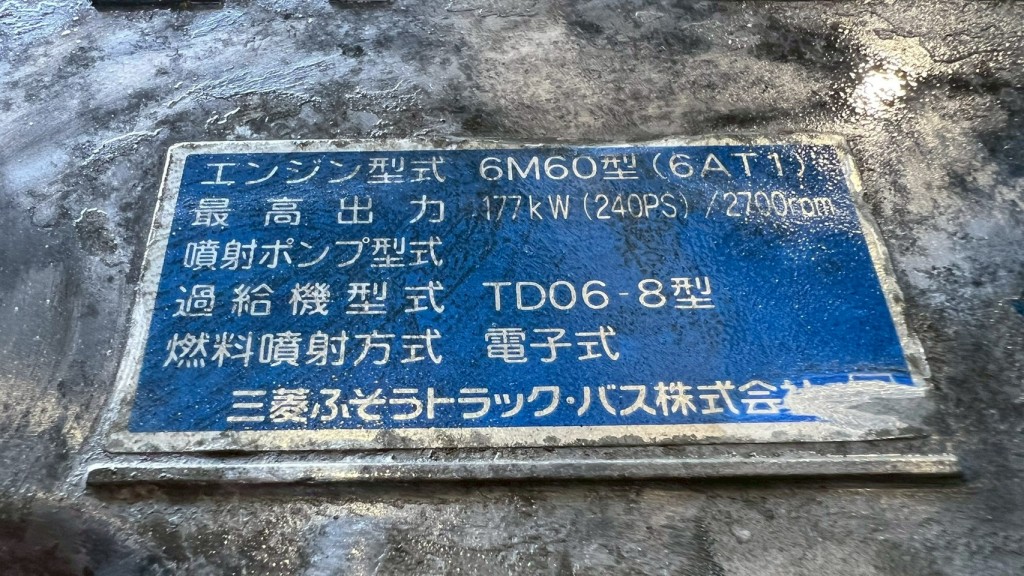 エンジン型式 6M60型(6AT1)
最高出力 177kW(240PS)/2700rpm
噴射ポンプ型式
過給機型式 TD06-8型
燃料噴射方式 電子式
三菱ふそうトラック・バス株式会社